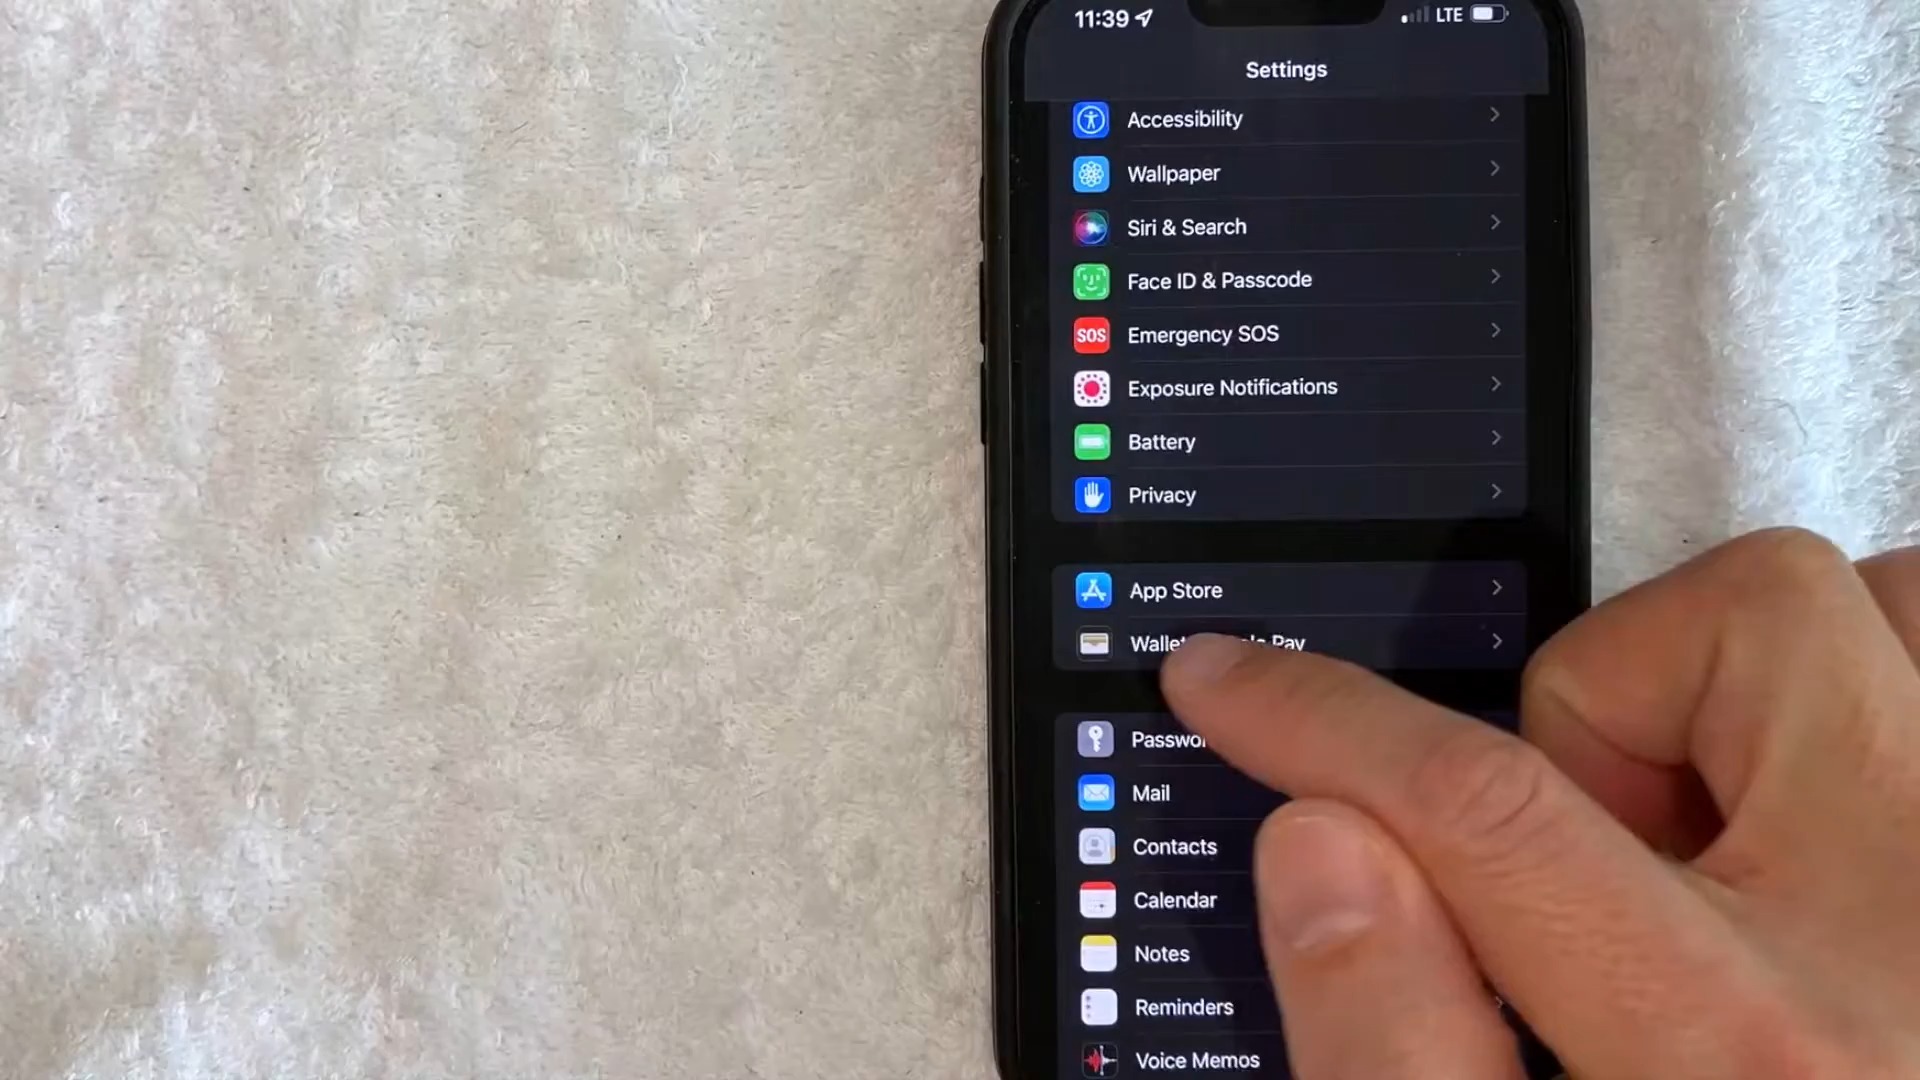 11:39
LTE
Settings
Accessibility
Wallpaper
Siri & Search
Face ID & Passcode
SOS
Emergency SOS
Exposure Notifications
Battery
Privacy
App Store
Wallet Pay
Mail
Contacts
Calendar
Notes
Reminders
Voice Memos